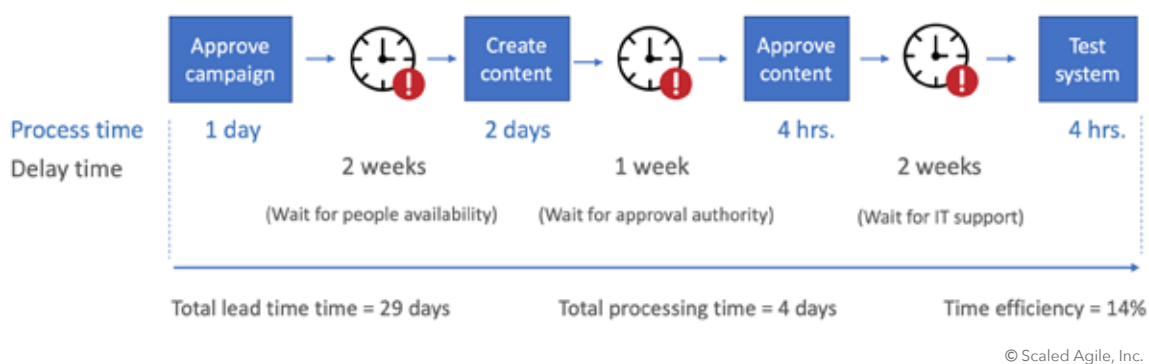 Approve
campaign
Create
content
Approve
content
Test
system
Process time 1 day 2 days 4 hrs. 4 hrs.
Delay time 2 weeks 1 week 2 weeks
(Wait for people availability) (Wait for approval authority) (Wait for IT support)
Total lead time time = 29 days Total processing time = 4 days Time efficiency = 14%
© Scaled Agile, Inc.